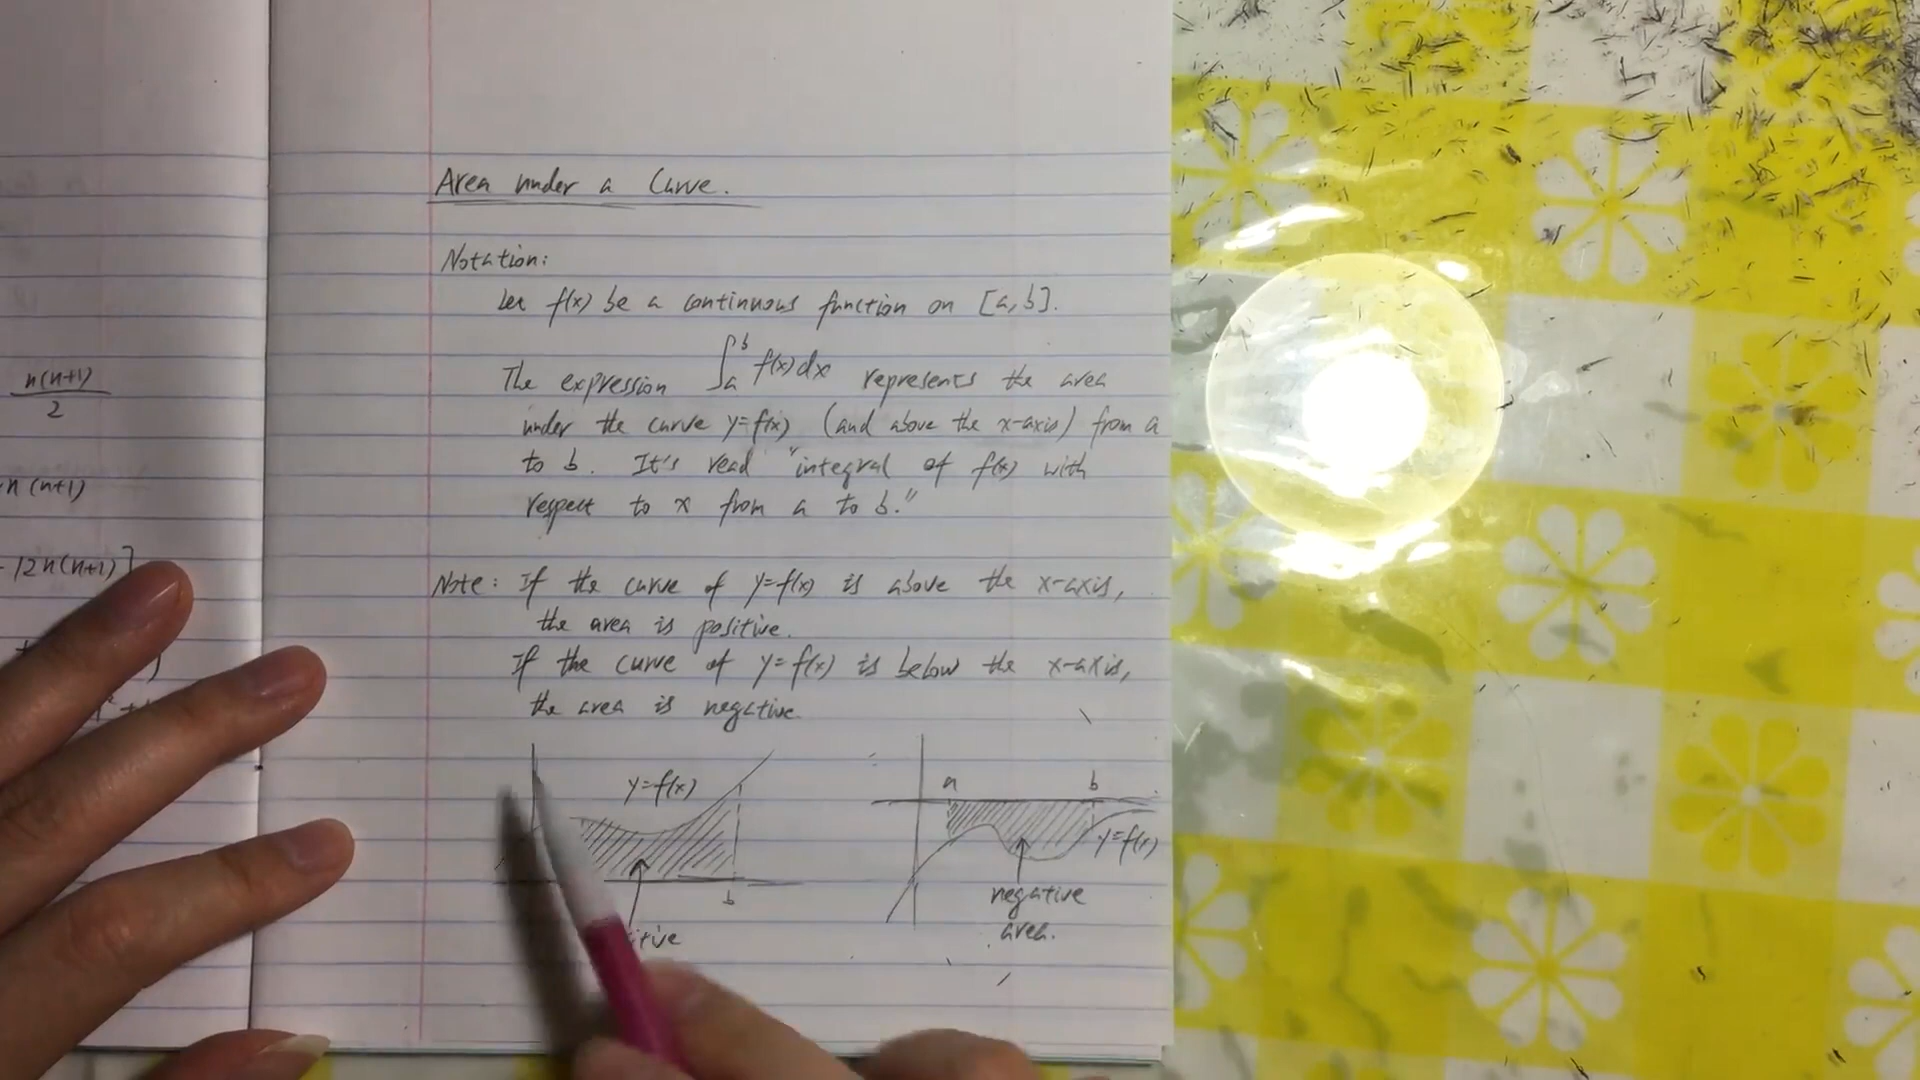 n(n+1)
2
n(n+1)
12n(n+1)]
Area under a Curve.
Notation:
Let f(x) be a continuous function on [a,b].
The expression ∫_a^b f(x)dx represents the area
under the curve y=f(x) (and above the x-axis) from a
to b. It's read "integral of f(x) with
respect to x from a to b."
Note: If the curve of y=f(x) is above the x-axis,
the area is positive.
If the curve of y=f(x) is below the x-axis,
the area is negative.
y=f(x)
b
a b
y=f(x)
negative
area.